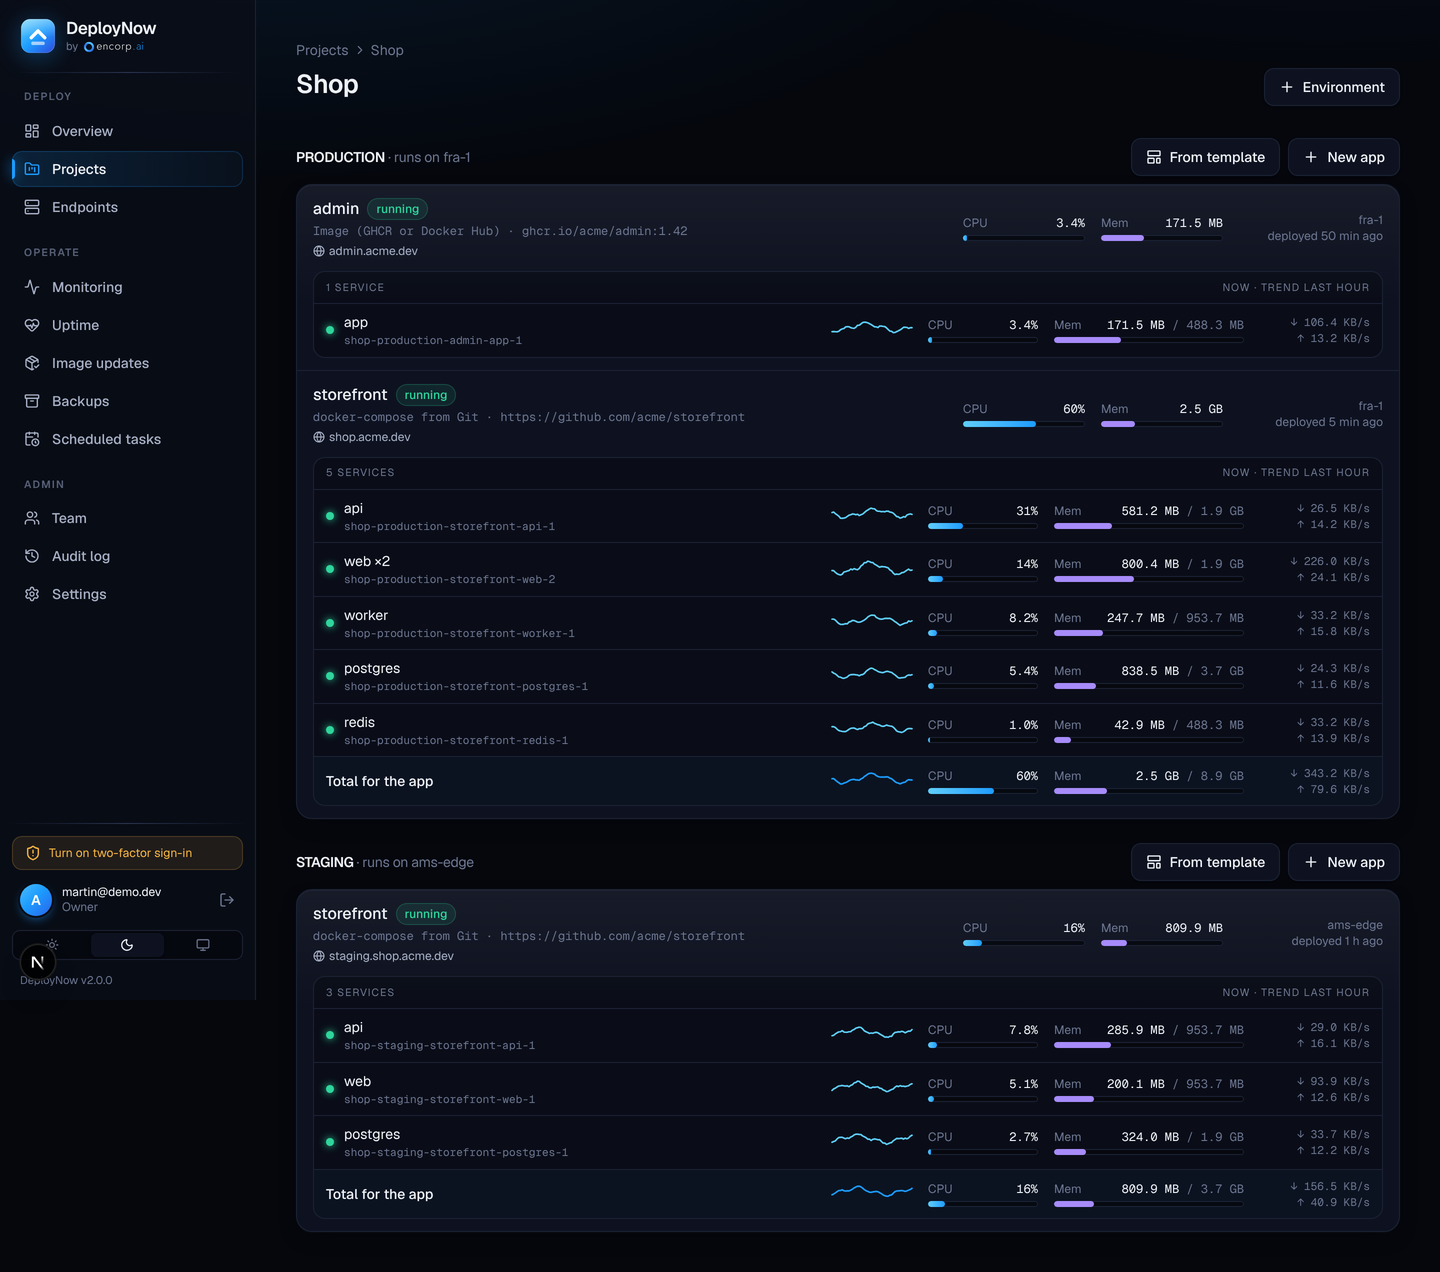 DeployNow
by encorp.ai
DEPLOY
Overview
Projects
Endpoints
OPERATE
Monitoring
Uptime
Image updates
Backups
Scheduled tasks
ADMIN
Team
Audit log
Settings
Turn on two-factor sign-in
A
martin@demo.dev
Owner
N
DeployNow v2.0.0
Projects > Shop
Shop
+ Environment
PRODUCTION · runs on fra-1
From template
+ New app
admin running
Image (GHCR or Docker Hub) · ghcr.io/acme/admin:1.42
admin.acme.dev
CPU 3.4% Mem 171.5 MB
fra-1
deployed 50 min ago
1 SERVICE NOW · TREND LAST HOUR
app
shop-production-admin-app-1
CPU 3.4% Mem 171.5 MB / 488.3 MB
↓ 106.4 KB/s
↑ 13.2 KB/s
storefront running
docker-compose from Git · https://github.com/acme/storefront
shop.acme.dev
CPU 60% Mem 2.5 GB
fra-1
deployed 5 min ago
5 SERVICES NOW · TREND LAST HOUR
api
shop-production-storefront-api-1
CPU 31% Mem 581.2 MB / 1.9 GB
↓ 26.5 KB/s
↑ 14.2 KB/s
web ×2
shop-production-storefront-web-2
CPU 14% Mem 800.4 MB / 1.9 GB
↓ 226.0 KB/s
↑ 24.1 KB/s
worker
shop-production-storefront-worker-1
CPU 8.2% Mem 247.7 MB / 953.7 MB
↓ 33.2 KB/s
↑ 15.8 KB/s
postgres
shop-production-storefront-postgres-1
CPU 5.4% Mem 838.5 MB / 3.7 GB
↓ 24.3 KB/s
↑ 11.6 KB/s
redis
shop-production-storefront-redis-1
CPU 1.0% Mem 42.9 MB / 488.3 MB
↓ 33.2 KB/s
↑ 13.9 KB/s
Total for the app
CPU 60% Mem 2.5 GB / 8.9 GB
↓ 343.2 KB/s
↑ 79.6 KB/s
STAGING · runs on ams-edge
From template
+ New app
storefront running
docker-compose from Git · https://github.com/acme/storefront
staging.shop.acme.dev
CPU 16% Mem 809.9 MB
ams-edge
deployed 1 h ago
3 SERVICES NOW · TREND LAST HOUR
api
shop-staging-storefront-api-1
CPU 7.8% Mem 285.9 MB / 953.7 MB
↓ 29.0 KB/s
↑ 16.1 KB/s
web
shop-staging-storefront-web-1
CPU 5.1% Mem 200.1 MB / 953.7 MB
↓ 93.9 KB/s
↑ 12.6 KB/s
postgres
shop-staging-storefront-postgres-1
CPU 2.7% Mem 324.0 MB / 1.9 GB
↓ 33.7 KB/s
↑ 12.2 KB/s
Total for the app
CPU 16% Mem 809.9 MB / 3.7 GB
↓ 156.5 KB/s
↑ 40.9 KB/s